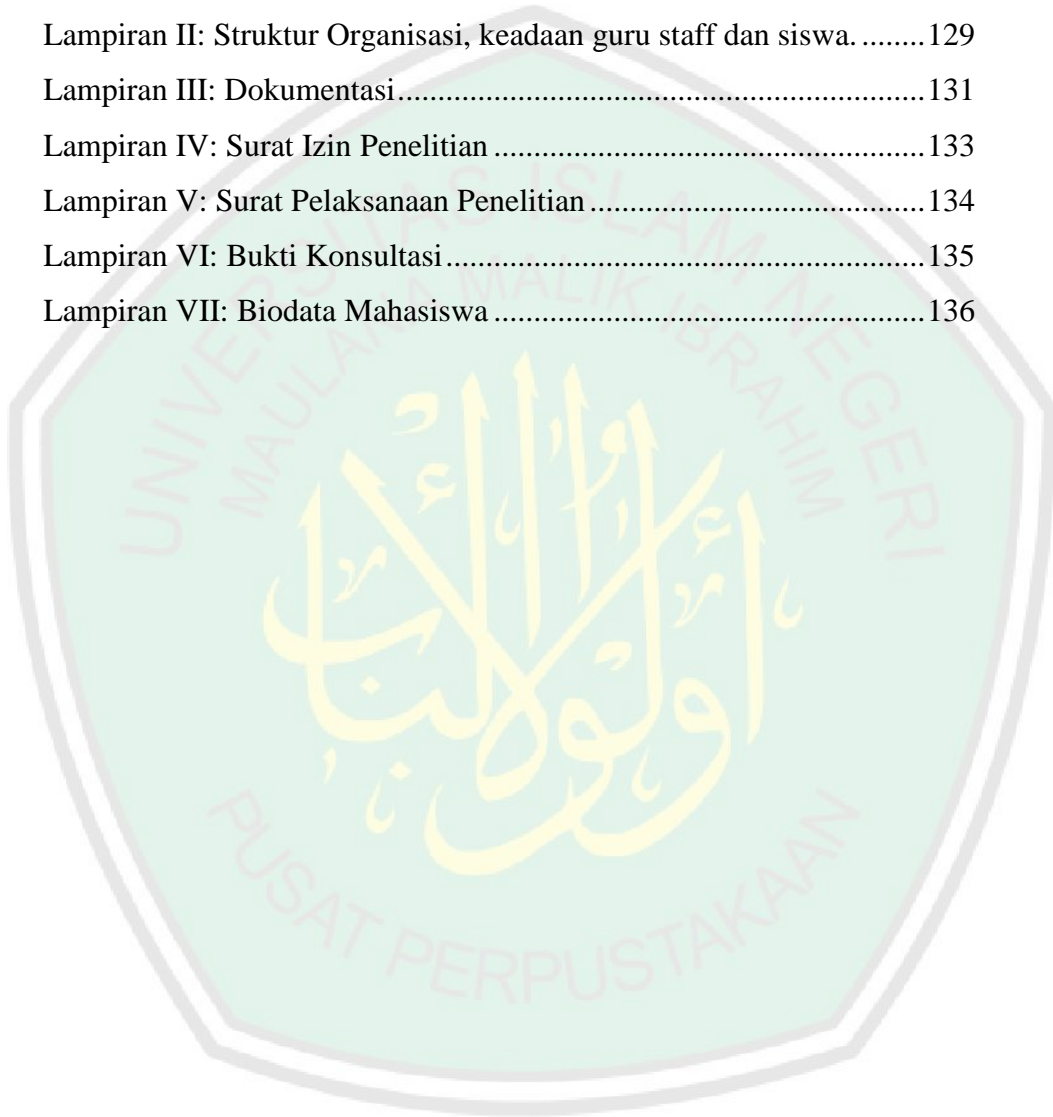 Lampiran II: Struktur Organisasi, keadaan guru staff dan siswa. ........129
Lampiran III: Dokumentasi.................................................................131
Lampiran IV: Surat Izin Penelitian .....................................................133
Lampiran V: Surat Pelaksanaan Penelitian .........................................134
Lampiran VI: Bukti Konsultasi...........................................................135
Lampiran VII: Biodata Mahasiswa .....................................................136
UNIVERSITAS ISLAM NEGERI
MAULANA MALIK IBRAHIM
أولوا الألباب
PUSAT PERPUSTAKAAN